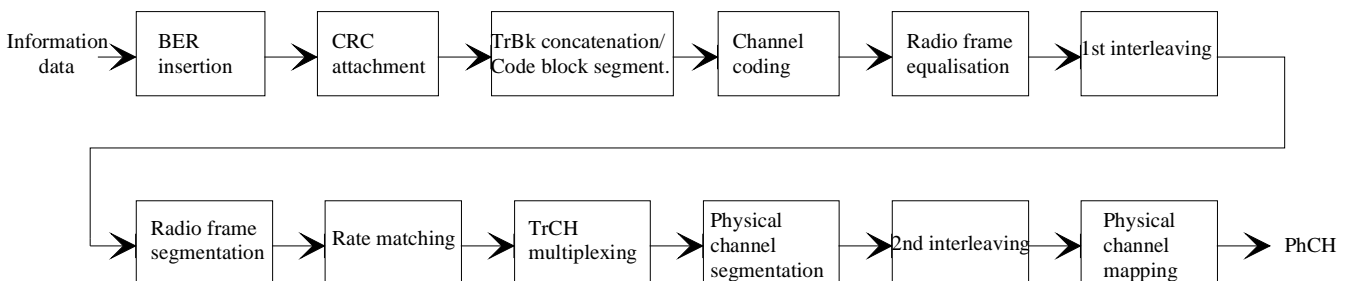 Information
data
BER
insertion
CRC
attachment
TrBk concatenation/
Code block segment.
Channel
coding
Radio frame
equalisation
1st interleaving
Radio frame
segmentation
Rate matching
TrCH
multiplexing
Physical
channel
segmentation
2nd interleaving
Physical
channel
mapping
PhCH